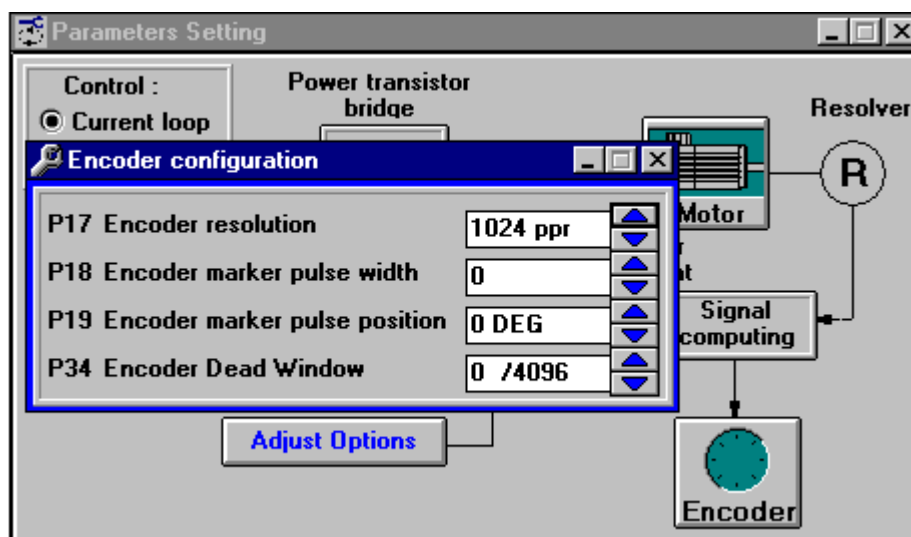 Parameters Setting
Control :
Current loop
Power transistor
bridge
Resolver
R
Motor
Encoder configuration
P17 Encoder resolution
1024 ppr
P18 Encoder marker pulse width
0
P19 Encoder marker pulse position
0 DEG
P34 Encoder Dead Window
0 /4096
Signal
computing
Adjust Options
Encoder